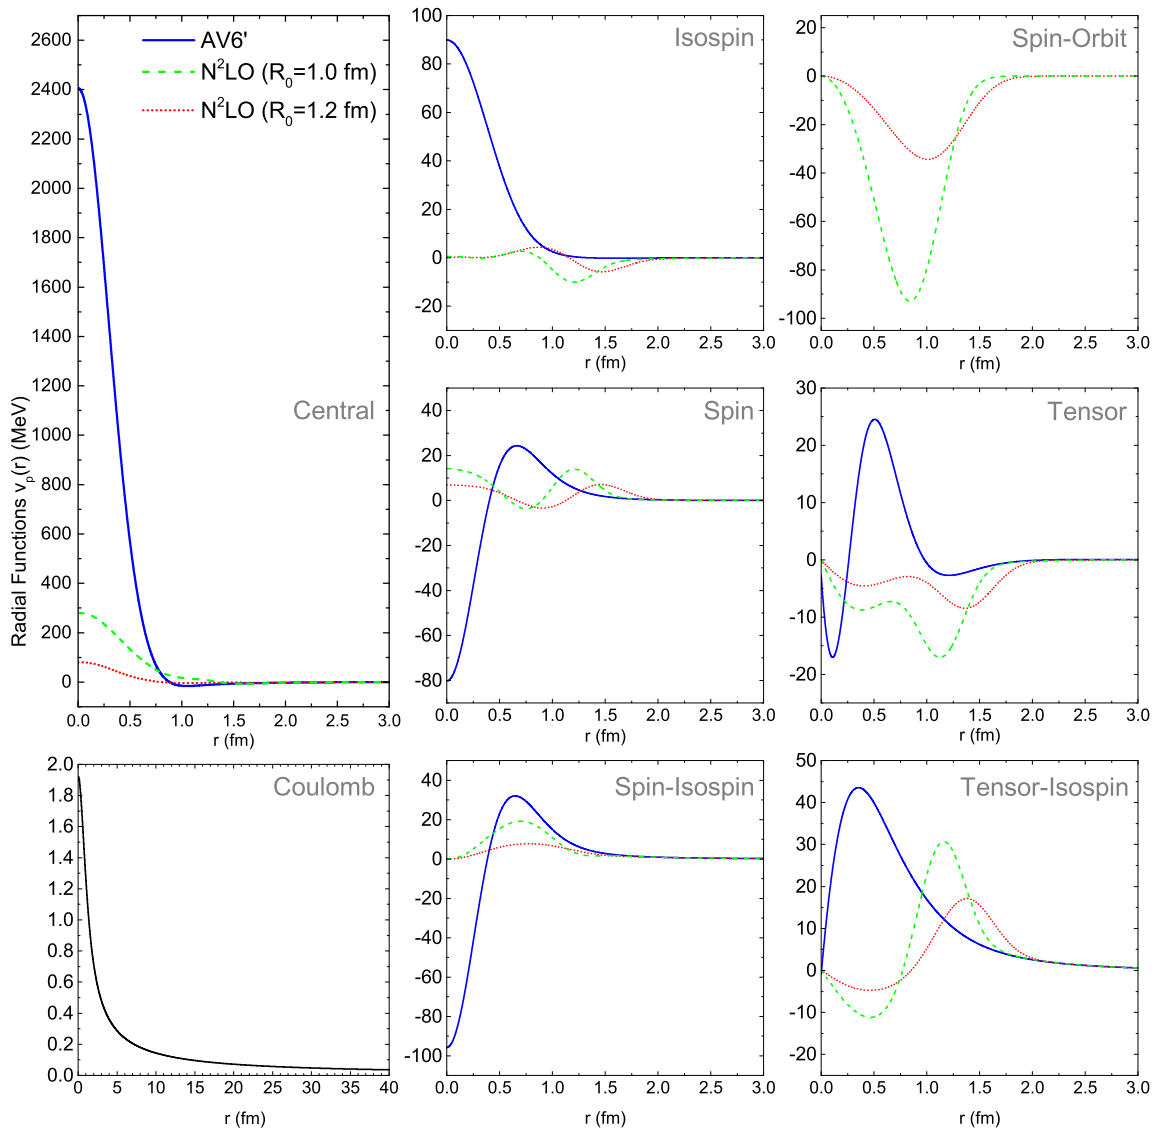 Radial Functions v_p(r) (MeV)
AV6'
N²LO (R₀=1.0 fm)
N²LO (R₀=1.2 fm)
Central
2600
2400
2200
2000
1800
1600
1400
1200
1000
800
600
400
200
0
0.0 0.5 1.0 1.5 2.0 2.5 3.0
r (fm)
Isospin
100
80
60
40
20
0
-20
0.0 0.5 1.0 1.5 2.0 2.5 3.0
r (fm)
Spin-Orbit
20
0
-20
-40
-60
-80
-100
0.0 0.5 1.0 1.5 2.0 2.5 3.0
r (fm)
Spin
40
20
0
-20
-40
-60
-80
0.0 0.5 1.0 1.5 2.0 2.5 3.0
r (fm)
Tensor
30
20
10
0
-10
-20
0.0 0.5 1.0 1.5 2.0 2.5 3.0
r (fm)
Coulomb
2.0
1.8
1.6
1.4
1.2
1.0
0.8
0.6
0.4
0.2
0.0
0 5 10 15 20 25 30 35 40
r (fm)
Spin-Isospin
40
20
0
-20
-40
-60
-80
-100
0.0 0.5 1.0 1.5 2.0 2.5 3.0
r (fm)
Tensor-Isospin
50
40
30
20
10
0
-10
-20
0.0 0.5 1.0 1.5 2.0 2.5 3.0
r (fm)